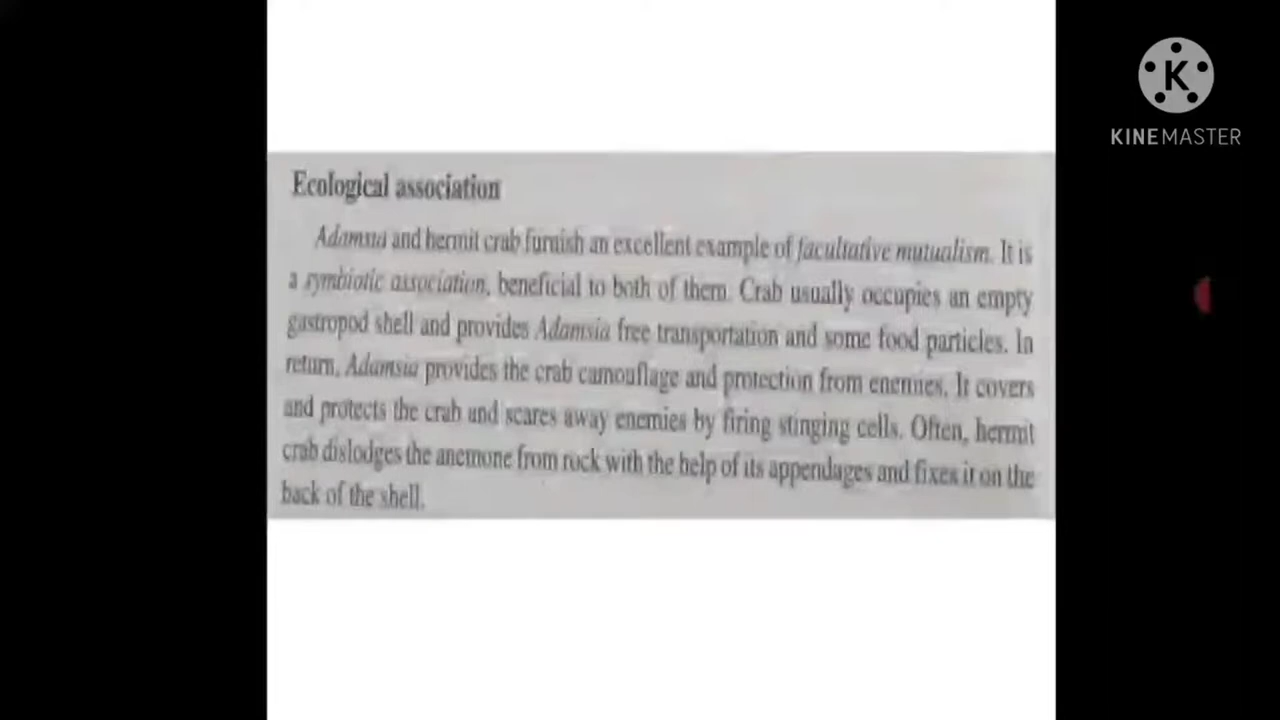 K
KINEMASTER
Ecological association
Adamsia and hermit crab furnish an excellent example of facultative mutualism. It is
a symbiotic association, beneficial to both of them. Crab usually occupies an empty
gastropod shell and provides Adamsia free transportation and some food particles. In
return, Adamsia provides the crab camouflage and protection from enemies. It covers
and protects the crab and scares away enemies by firing stinging cells. Often, hermit
crab dislodges the anemone from rock with the help of its appendages and fixes it on the
back of the shell.